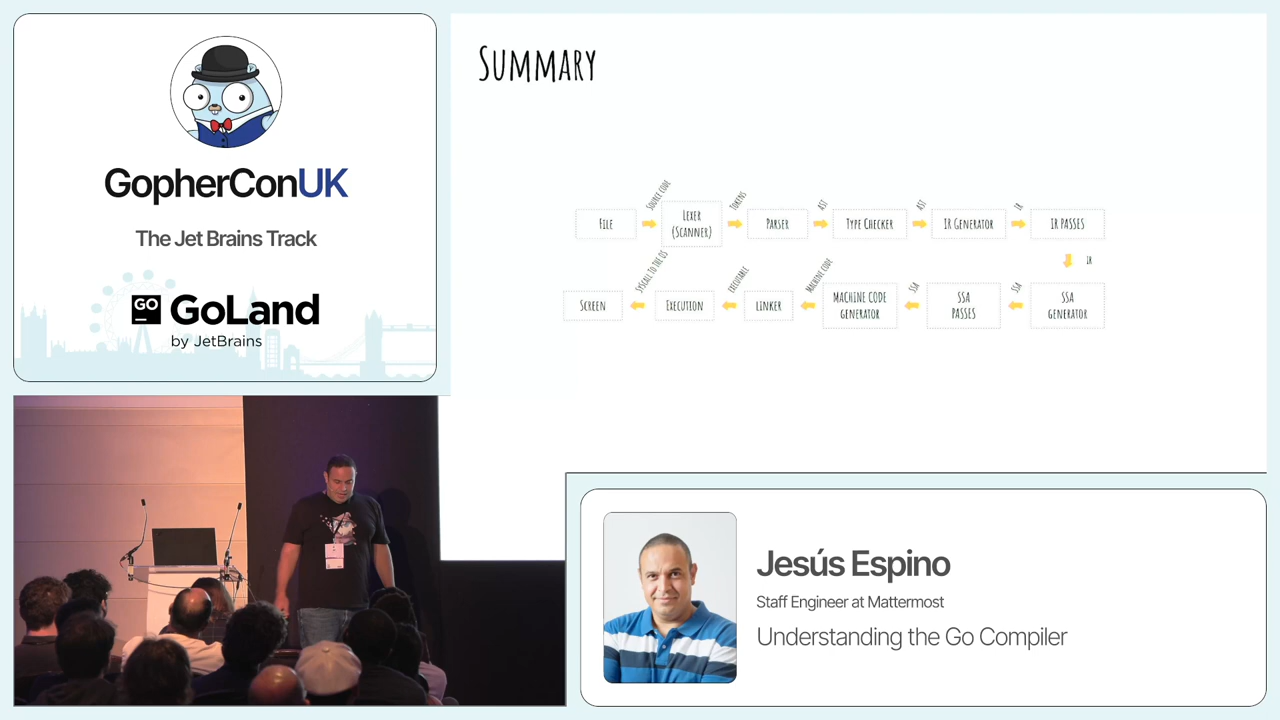 GopherConUK
The Jet Brains Track
GO GoLand
by JetBrains
SUMMARY
SOURCE CODE
TOKENS
AST
AST
IR
FILE
LEXER
(SCANNER)
PARSER
TYPE CHECKER
IR GENERATOR
IR PASSES
IR
SYSCALL TO THE OS
EXECUTABLE
MACHINE CODE
SSA
SSA
SCREEN
EXECUTION
LINKER
MACHINE CODE
GENERATOR
SSA
PASSES
SSA
GENERATOR
Jesús Espino
Staff Engineer at Mattermost
Understanding the Go Compiler